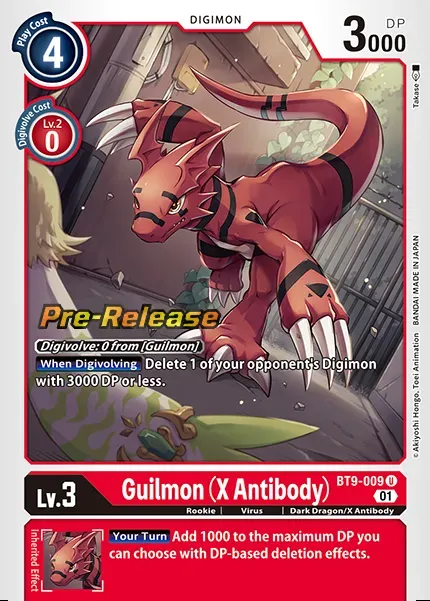 DIGIMON
Play Cost
4
3000 DP
Digivolve Cost
Lv.2
0
Takase
Pre-Release
Digivolve: 0 from [Guilmon]
When Digivolving Delete 1 of your opponent's Digimon
with 3000 DP or less.
© Akiyoshi Hongo, Toei Animation BANDAI MADE IN JAPAN
BT9-009 U
Lv.3
Guilmon (X Antibody)
01
Rookie | Virus | Dark Dragon/X Antibody
Inherited Effect
Your Turn Add 1000 to the maximum DP you
can choose with DP-based deletion effects.